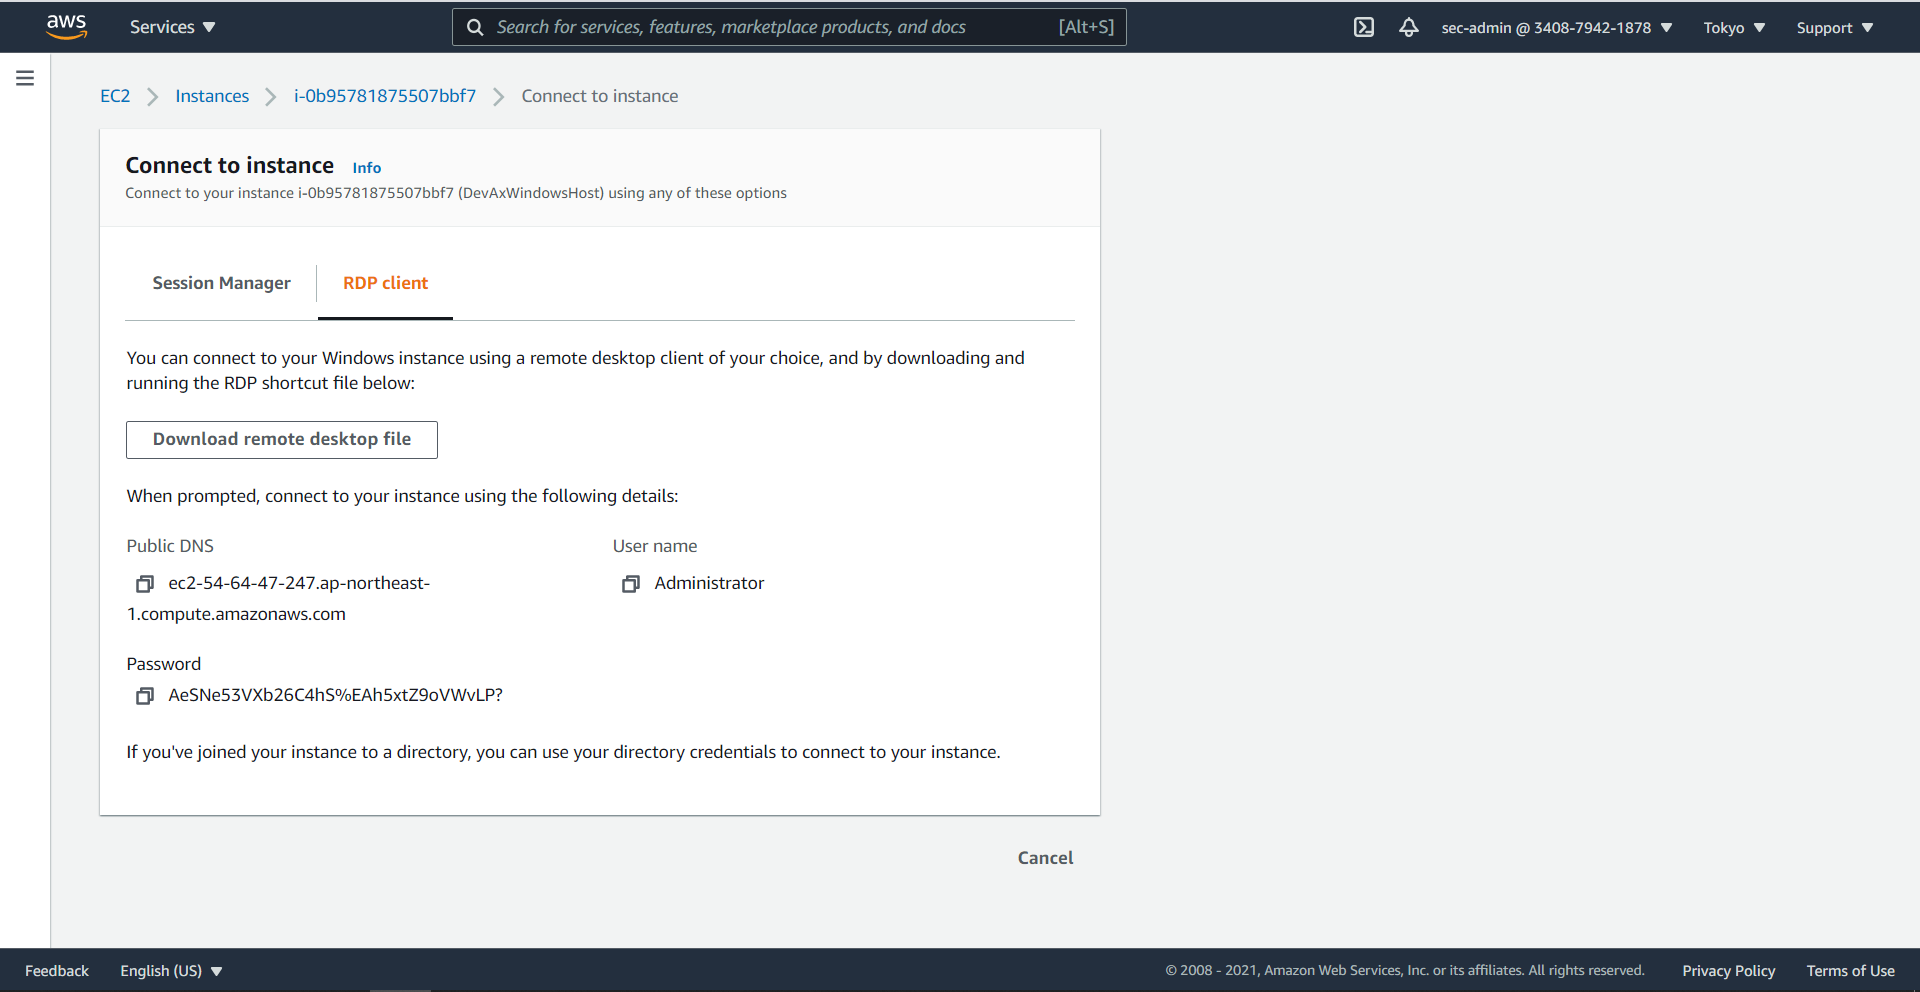 aws
Services
Search for services, features, marketplace products, and docs
[Alt+S]
sec-admin @ 3408-7942-1878
Tokyo
Support
EC2
Instances
i-0b95781875507bbf7
Connect to instance
Connect to instance
Info
Connect to your instance i-0b95781875507bbf7 (DevAxWindowsHost) using any of these options
Session Manager
RDP client
You can connect to your Windows instance using a remote desktop client of your choice, and by downloading and
running the RDP shortcut file below:
Download remote desktop file
When prompted, connect to your instance using the following details:
Public DNS
ec2-54-64-47-247.ap-northeast-
1.compute.amazonaws.com
User name
Administrator
Password
AeSNe53VXb26C4hS%EAh5xtZ9oVWvLP?
If you've joined your instance to a directory, you can use your directory credentials to connect to your instance.
Cancel
Feedback
English (US)
© 2008 - 2021, Amazon Web Services, Inc. or its affiliates. All rights reserved.
Privacy Policy
Terms of Use